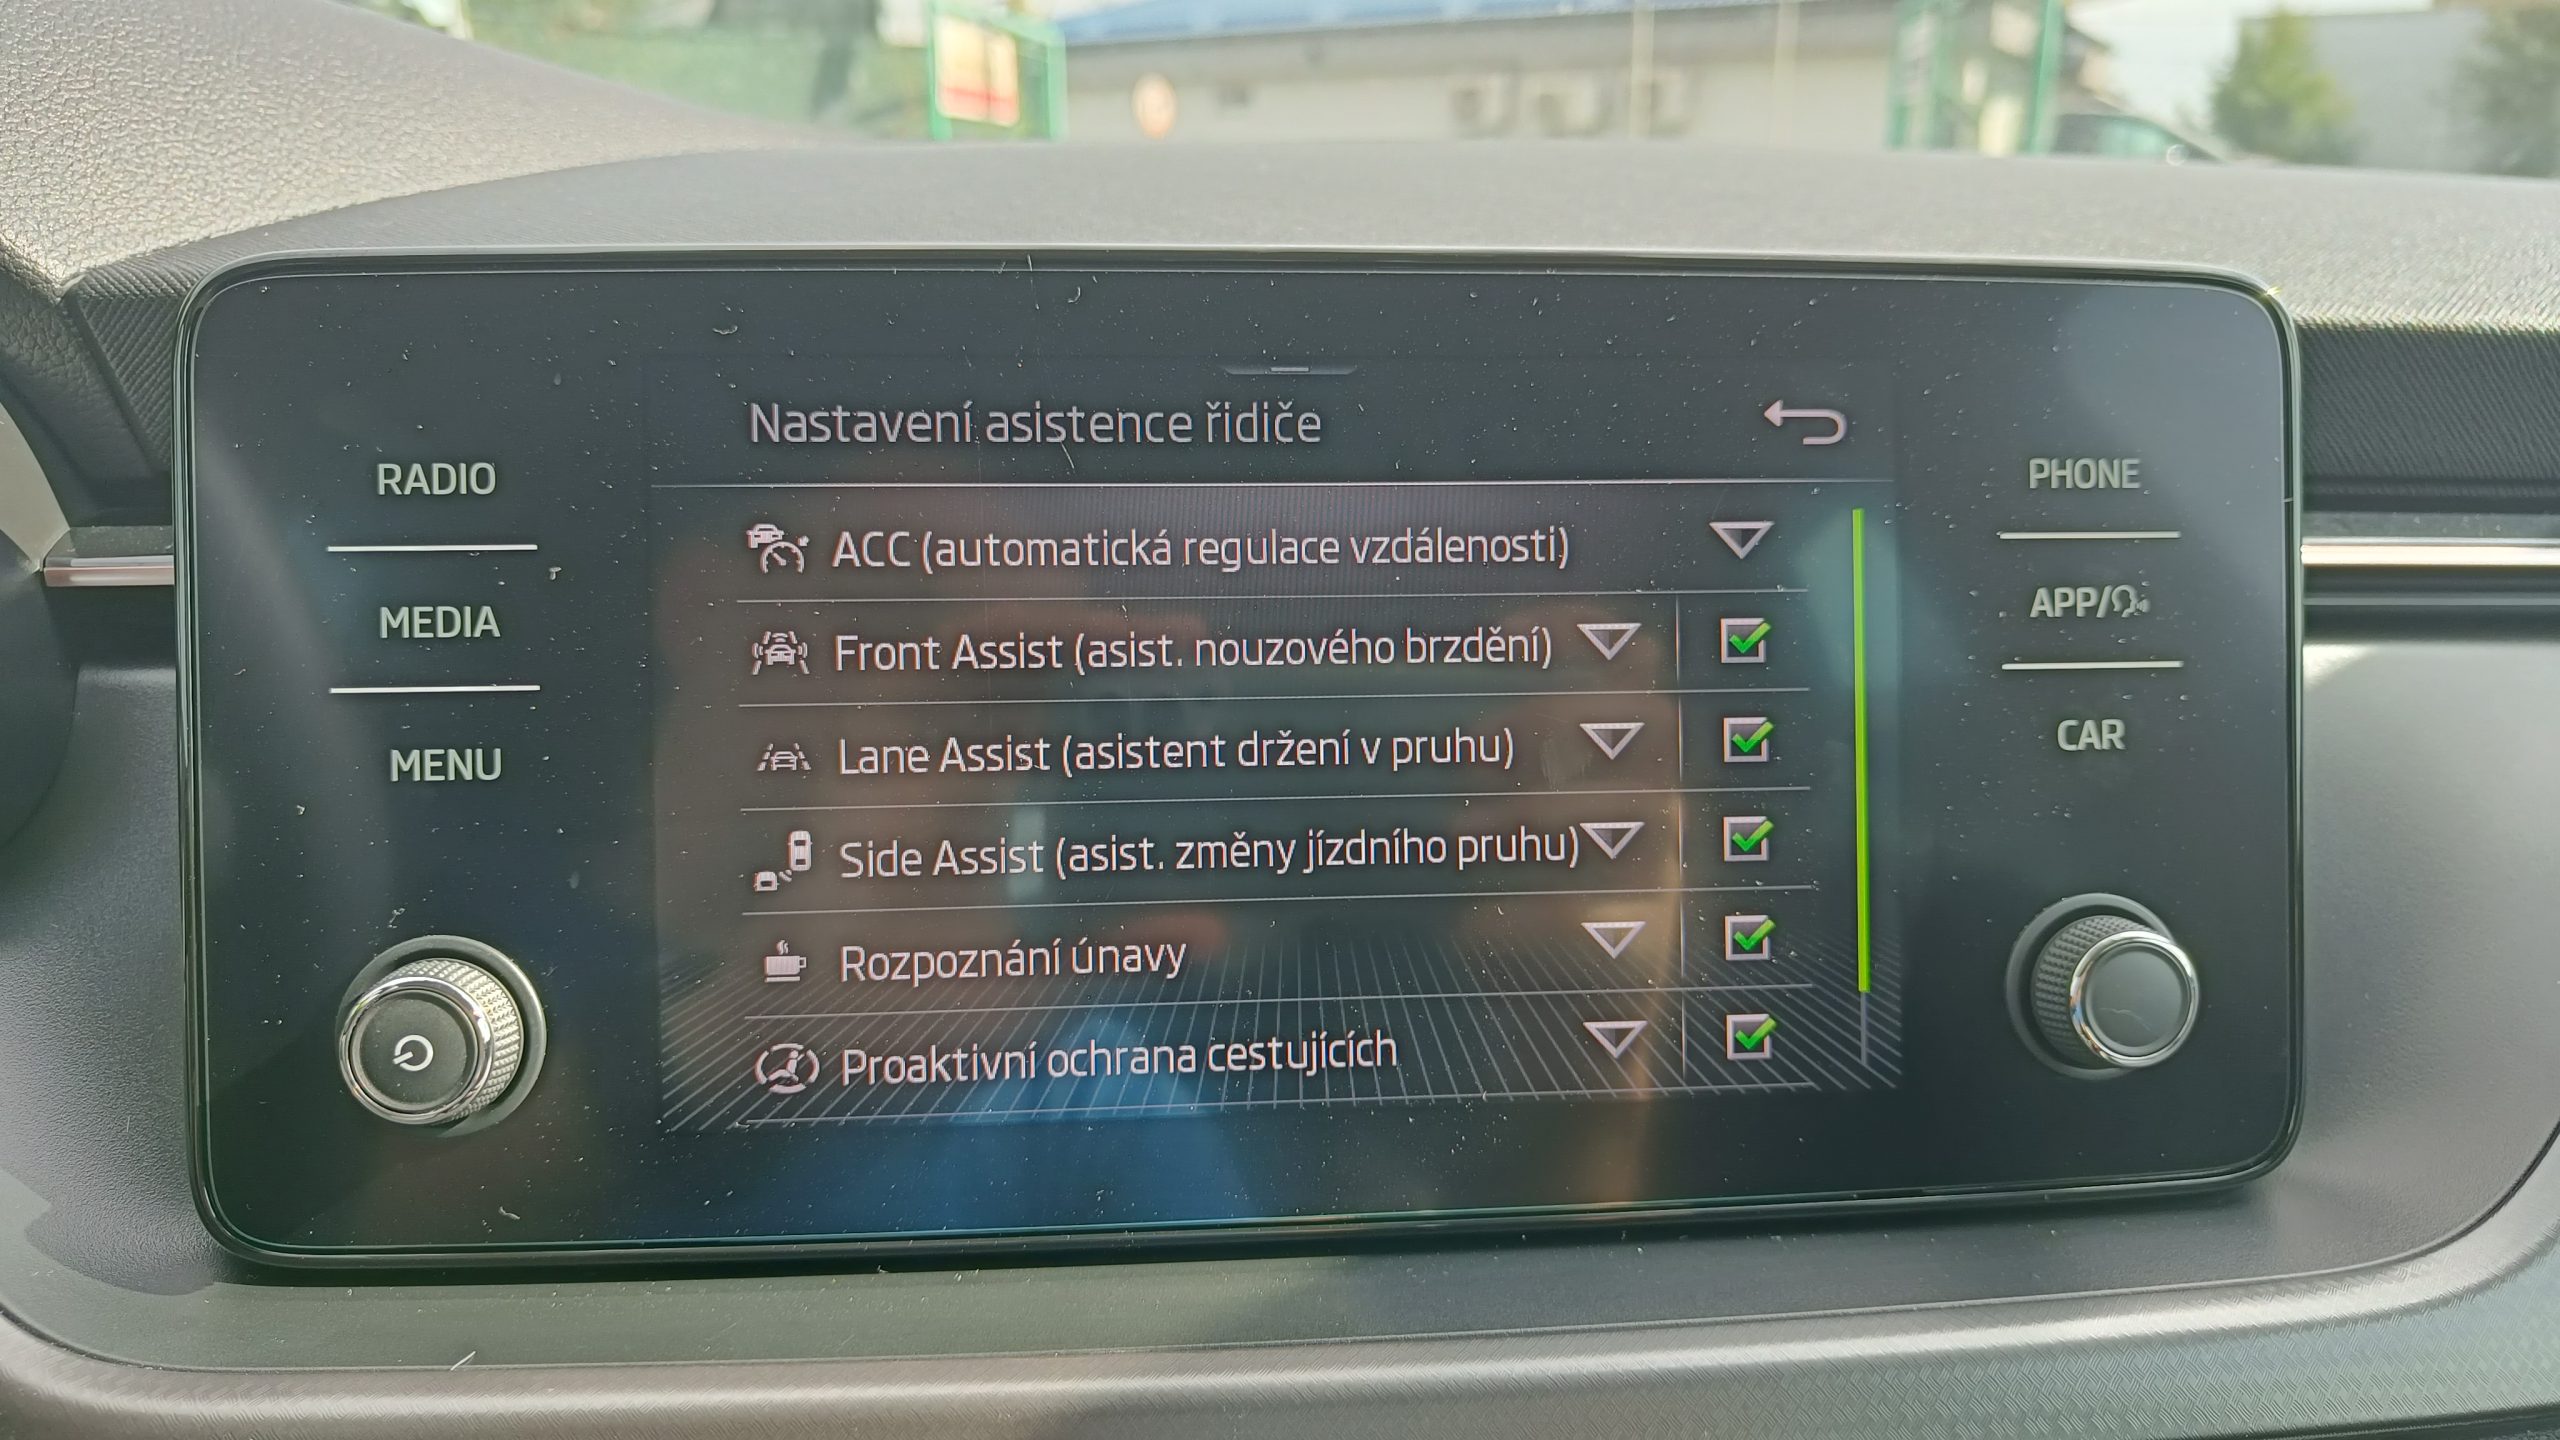 Nastavení asistence řidiče
RADIO
MEDIA
MENU
ACC (automatická regulace vzdálenosti)
Front Assist (asist. nouzového brzdění)
Lane Assist (asistent držení v pruhu)
Side Assist (asist. změny jízdního pruhu)
Rozpoznání únavy
Proaktivní ochrana cestujících
PHONE
APP/
CAR